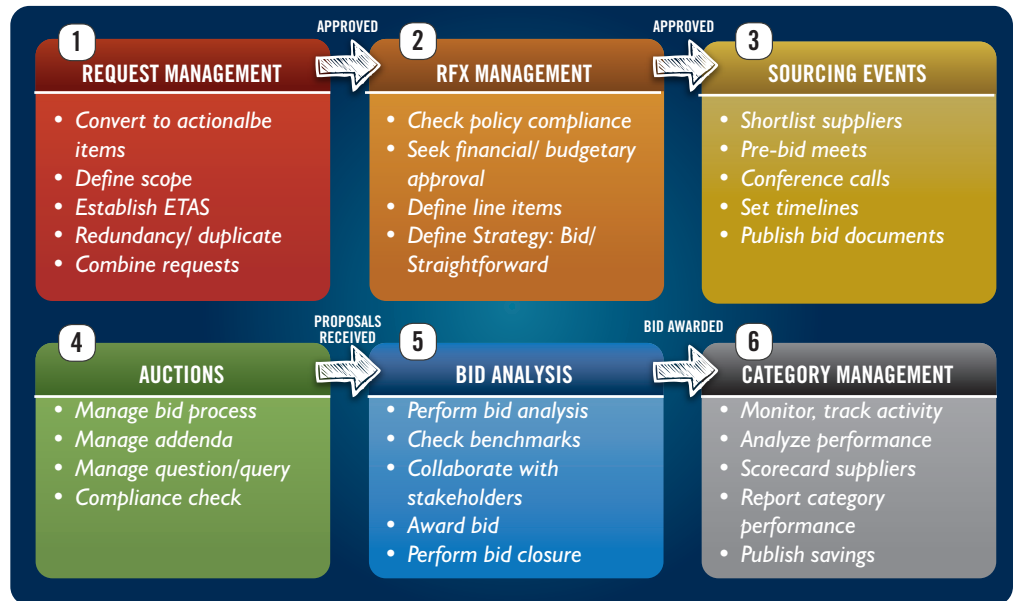 1
REQUEST MANAGEMENT
• Convert to actionalbe
items
• Define scope
• Establish ETAS
• Redundancy/ duplicate
• Combine requests
APPROVED
2
RFX MANAGEMENT
• Check policy compliance
• Seek financial/ budgetary
approval
• Define line items
• Define Strategy: Bid/
Straightforward
APPROVED
3
SOURCING EVENTS
• Shortlist suppliers
• Pre-bid meets
• Conference calls
• Set timelines
• Publish bid documents
4
AUCTIONS
• Manage bid process
• Manage addenda
• Manage question/query
• Compliance check
PROPOSALS
RECEIVED
5
BID ANALYSIS
• Perform bid analysis
• Check benchmarks
• Collaborate with
stakeholders
• Award bid
• Perform bid closure
BID AWARDED
6
CATEGORY MANAGEMENT
• Monitor, track activity
• Analyze performance
• Scorecard suppliers
• Report category
performance
• Publish savings